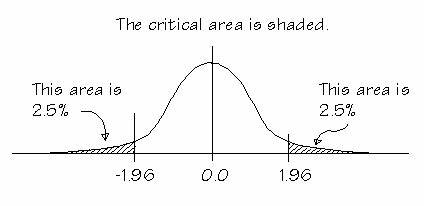 The critical area is shaded.
This area is
2.5%
This area is
2.5%
-1.96
0.0
1.96